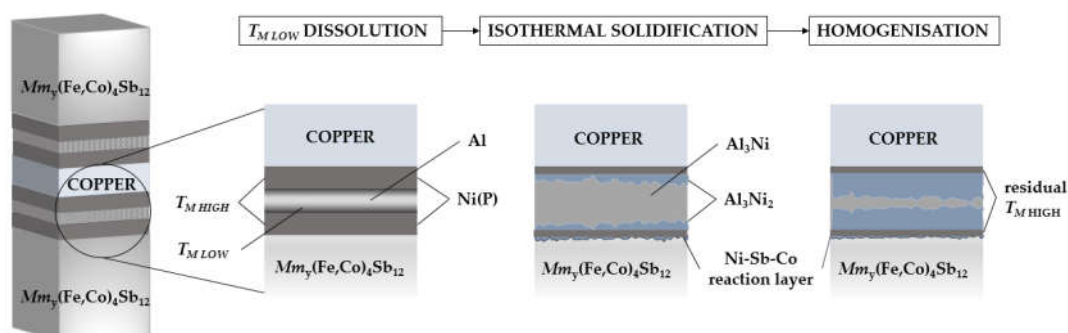 T_M LOW DISSOLUTION
ISOTHERMAL SOLIDIFICATION
HOMOGENISATION
Mm_y(Fe,Co)_4Sb_12
COPPER
Mm_y(Fe,Co)_4Sb_12
COPPER
Al
Ni(P)
T_M HIGH
T_M LOW
Mm_y(Fe,Co)_4Sb_12
COPPER
Al_3Ni
Al_3Ni_2
Ni-Sb-Co
reaction layer
Mm_y(Fe,Co)_4Sb_12
COPPER
residual
T_M HIGH
Mm_y(Fe,Co)_4Sb_12